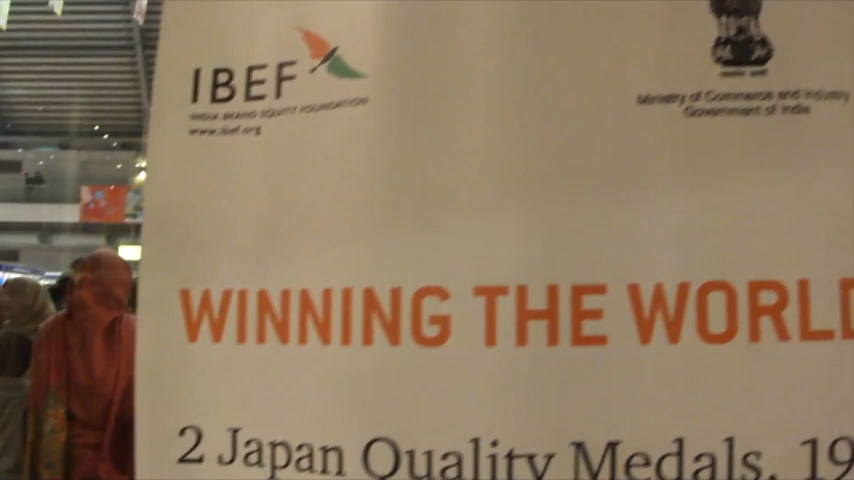 IBEF
INDIA BRAND EQUITY FOUNDATION
www.ibef.org
Ministry of Commerce and Industry
Government of India
WINNING THE WORLD
2 Japan Quality Medals, 19